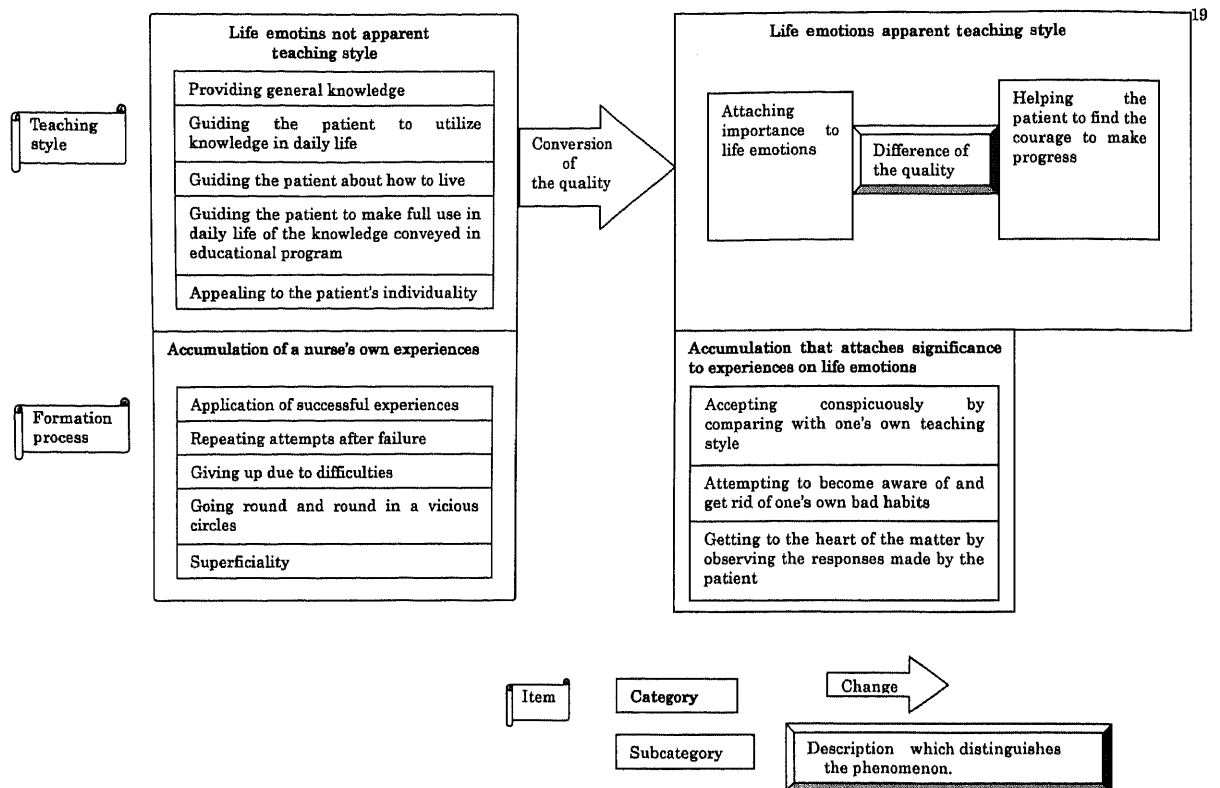 19
Life emotins not apparent
teaching style
Providing general knowledge
Guiding the patient to utilize
knowledge in daily life
Guiding the patient about how to live
Guiding the patient to make full use in
daily life of the knowledge conveyed in
educational program
Appealing to the patient's individuality
Teaching
style
Conversion
of
the quality
Life emotions apparent teaching style
Attaching
importance to
life emotions
Difference of
the quality
Helping the
patient to find the
courage to make
progress
Accumulation of a nurse's own experiences
Application of successful experiences
Repeating attempts after failure
Giving up due to difficulties
Going round and round in a vicious
circles
Superficiality
Formation
process
Accumulation that attaches significance
to experiences on life emotions
Accepting conspicuously by
comparing with one's own teaching
style
Attempting to become aware of and
get rid of one's own bad habits
Getting to the heart of the matter by
observing the responses made by the
patient
Item
Category
Change
Subcategory
Description which distinguishes
the phenomenon.